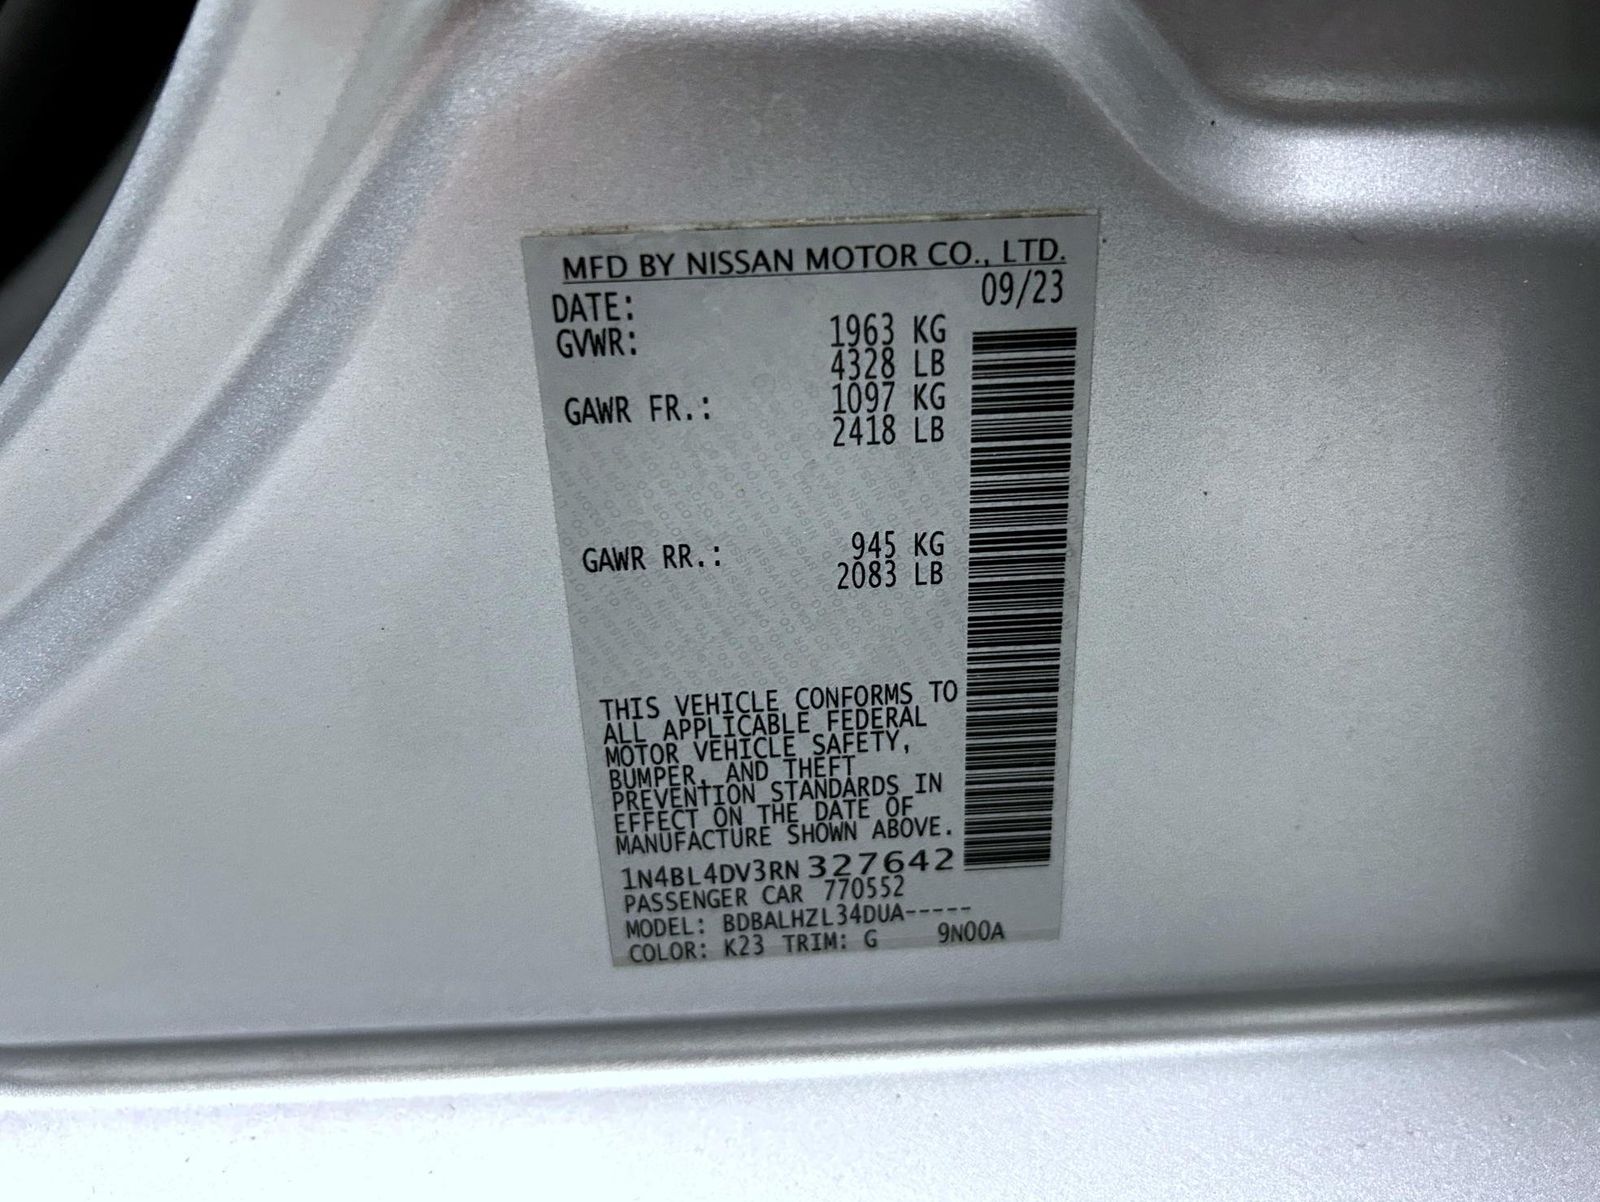 MFD BY NISSAN MOTOR CO., LTD.
DATE: 09/23
GVWR: 1963 KG
4328 LB
GAWR FR.: 1097 KG
2418 LB
GAWR RR.: 945 KG
2083 LB
THIS VEHICLE CONFORMS TO
ALL APPLICABLE FEDERAL
MOTOR VEHICLE SAFETY,
BUMPER, AND THEFT
PREVENTION STANDARDS IN
EFFECT ON THE DATE OF
MANUFACTURE SHOWN ABOVE.
1N4BL4DV3RN 327642
PASSENGER CAR 770552
MODEL: BDBALHZL34DUA-----
COLOR: K23 TRIM: G 9N00A